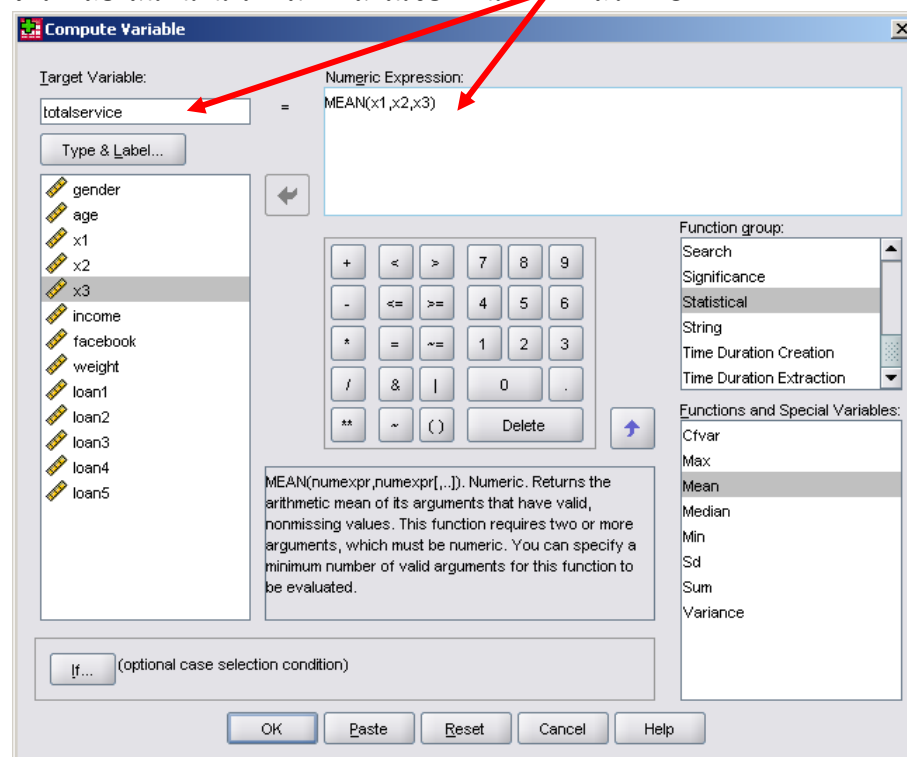 Compute Variable
Target Variable:
Numeric Expression:
totalservice
=
MEAN(x1,x2,x3)
Type & Label...
gender
age
x1
x2
x3
income
facebook
weight
loan1
loan2
loan3
loan4
loan5
+ < > 7 8 9
- <= >= 4 5 6
* = ~= 1 2 3
/ & | 0 .
** ~ ( ) Delete
Function group:
Search
Significance
Statistical
String
Time Duration Creation
Time Duration Extraction
Functions and Special Variables:
Cfvar
Max
Mean
Median
Min
Sd
Sum
Variance
MEAN(numexpr,numexpr[,..]). Numeric. Returns the
arithmetic mean of its arguments that have valid,
nonmissing values. This function requires two or more
arguments, which must be numeric. You can specify a
minimum number of valid arguments for this function to
be evaluated.
If... (optional case selection condition)
OK Paste Reset Cancel Help